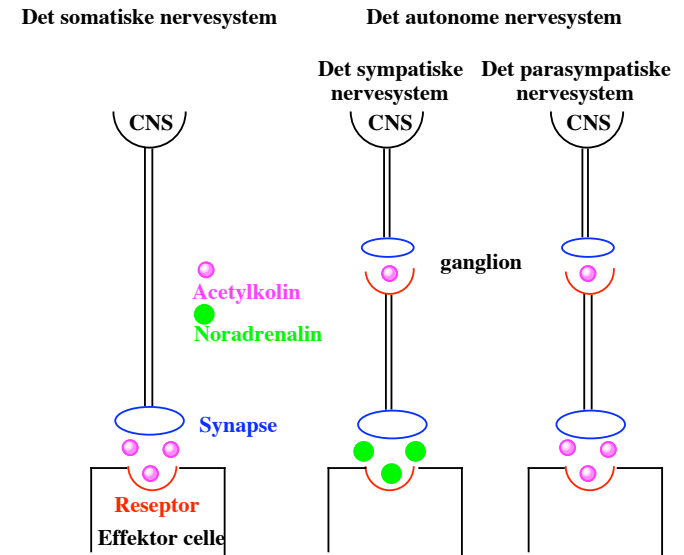 Det somatiske nervesystem
Det autonome nervesystem
Det sympatiske
nervesystem
Det parasympatiske
nervesystem
CNS
CNS
CNS
ganglion
Acetylkolin
Noradrenalin
Synapse
Reseptor
Effektor celle